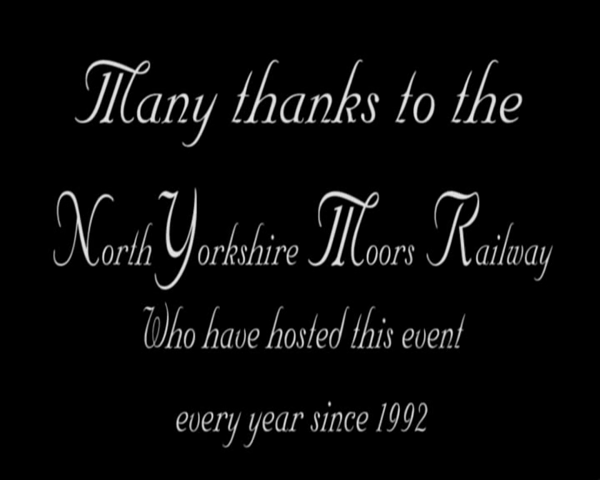 Many thanks to the
North Yorkshire Moors Railway
Who have hosted this event
every year since 1992